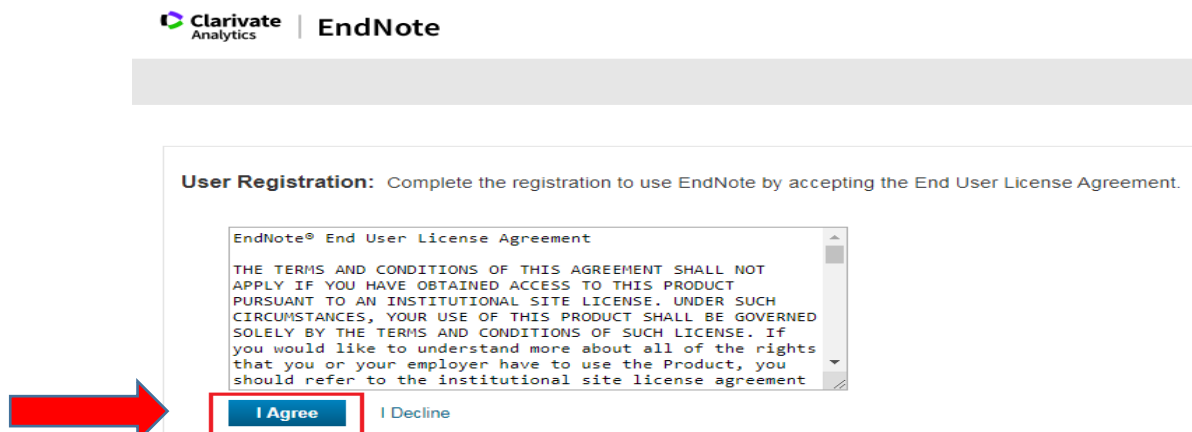 Clarivate
Analytics
EndNote
User Registration: Complete the registration to use EndNote by accepting the End User License Agreement.
EndNote® End User License Agreement
THE TERMS AND CONDITIONS OF THIS AGREEMENT SHALL NOT
APPLY IF YOU HAVE OBTAINED ACCESS TO THIS PRODUCT
PURSUANT TO AN INSTITUTIONAL SITE LICENSE. UNDER SUCH
CIRCUMSTANCES, YOUR USE OF THIS PRODUCT SHALL BE GOVERNED
SOLELY BY THE TERMS AND CONDITIONS OF SUCH LICENSE. If
you would like to understand more about all of the rights
that you or your employer have to use the Product, you
should refer to the institutional site license agreement
I Agree I Decline